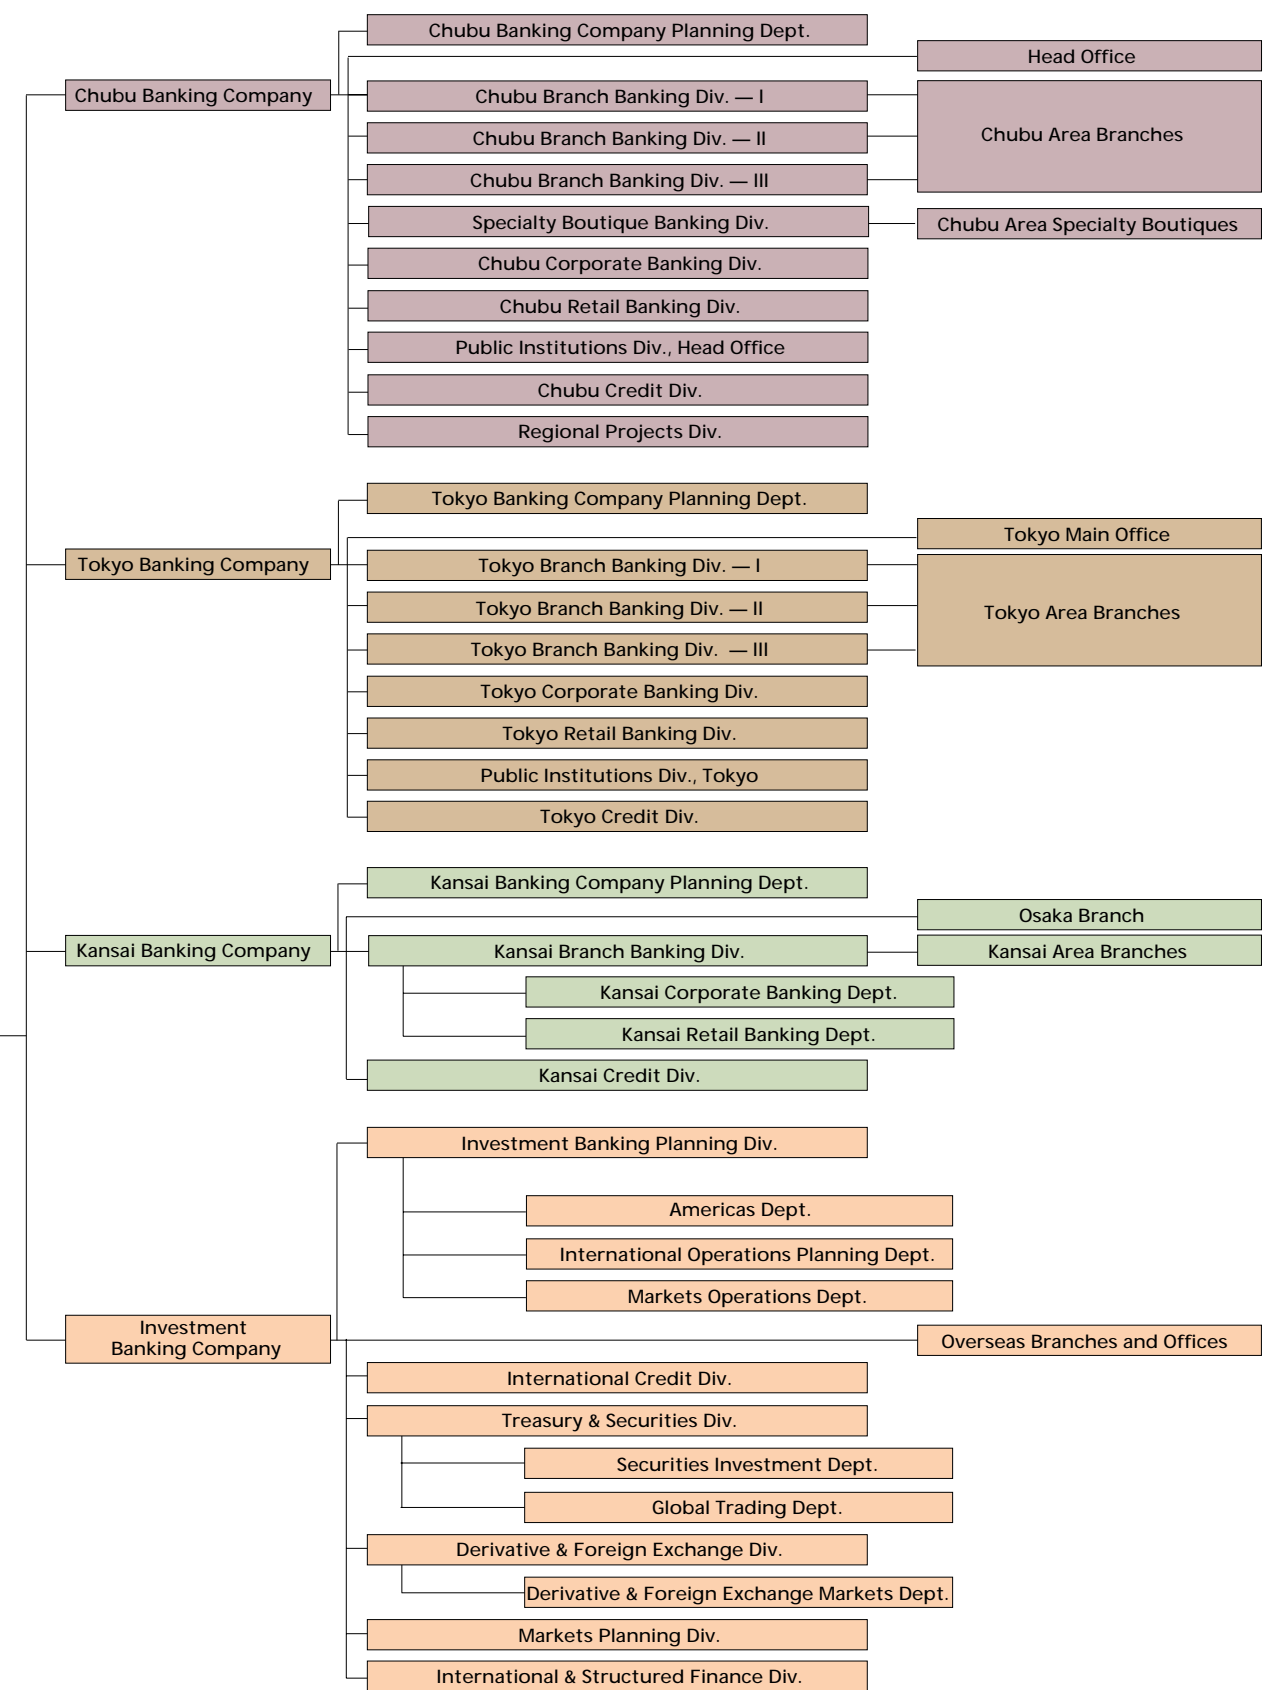 Chubu Banking Company Planning Dept.
Head Office
Chubu Banking Company
Chubu Branch Banking Div. — I
Chubu Area Branches
Chubu Branch Banking Div. — II
Chubu Branch Banking Div. — III
Specialty Boutique Banking Div.
Chubu Area Specialty Boutiques
Chubu Corporate Banking Div.
Chubu Retail Banking Div.
Public Institutions Div., Head Office
Chubu Credit Div.
Regional Projects Div.
Tokyo Banking Company Planning Dept.
Tokyo Main Office
Tokyo Banking Company
Tokyo Branch Banking Div. — I
Tokyo Branch Banking Div. — II
Tokyo Area Branches
Tokyo Branch Banking Div. — III
Tokyo Corporate Banking Div.
Tokyo Retail Banking Div.
Public Institutions Div., Tokyo
Tokyo Credit Div.
Kansai Banking Company Planning Dept.
Osaka Branch
Kansai Banking Company
Kansai Branch Banking Div.
Kansai Area Branches
Kansai Corporate Banking Dept.
Kansai Retail Banking Dept.
Kansai Credit Div.
Investment Banking Planning Div.
Americas Dept.
International Operations Planning Dept.
Markets Operations Dept.
Investment
Banking Company
Overseas Branches and Offices
International Credit Div.
Treasury & Securities Div.
Securities Investment Dept.
Global Trading Dept.
Derivative & Foreign Exchange Div.
Derivative & Foreign Exchange Markets Dept.
Markets Planning Div.
International & Structured Finance Div.